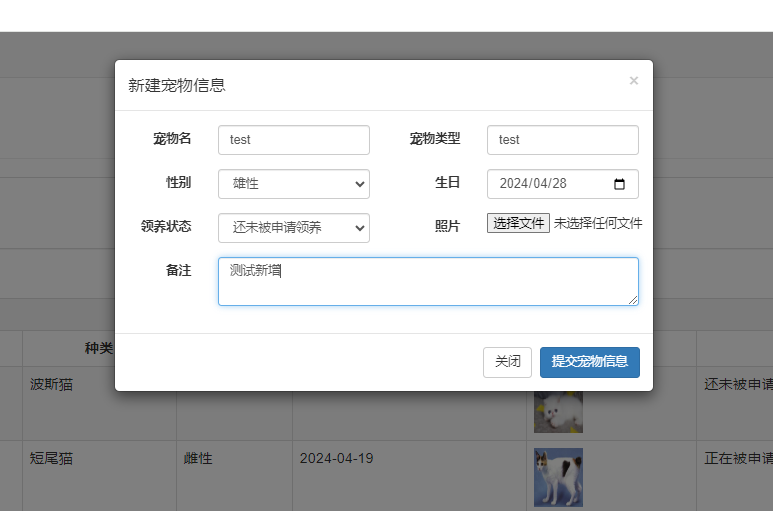 新建宠物信息 ×
宠物名 test 宠物类型 test
性别 雄性 生日 2024/04/28
领养状态 还未被申请领养 照片 选择文件 未选择任何文件
备注 测试新增
关闭 提交宠物信息
种类
波斯猫 还未被申请
短尾猫 雌性 2024-04-19 正在被申请